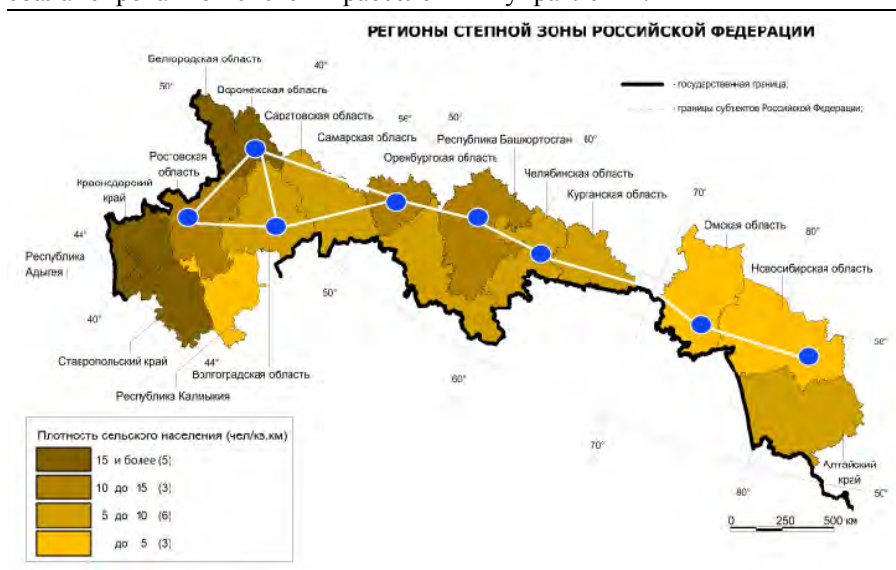 РЕГИОНЫ СТЕПНОЙ ЗОНЫ РОССИЙСКОЙ ФЕДЕРАЦИИ
Белгородская область
40°
50°
Воронежская область
- государственная граница;
Саратовская область
- границы субъектов Российской Федерации;
56°
50°
Самарская область
Республика Башкортостан
60°
Ростовская
область
Оренбургская область
Челябинская область
Краснодарский
край
Курганская область
70°
Омская область
44°
80°
Республика
Адыгея
Новосибирская область
50°
40°
50°
Ставропольский край
44°
Волгоградская область
60°
Республика Калмыкия
Плотность сельского населения (чел/кв.км)
15 и более (5)
10 до 15 (3)
5 до 10 (6)
до 5 (3)
70°
Алтайский
край
80°
50°
0 250 500 км